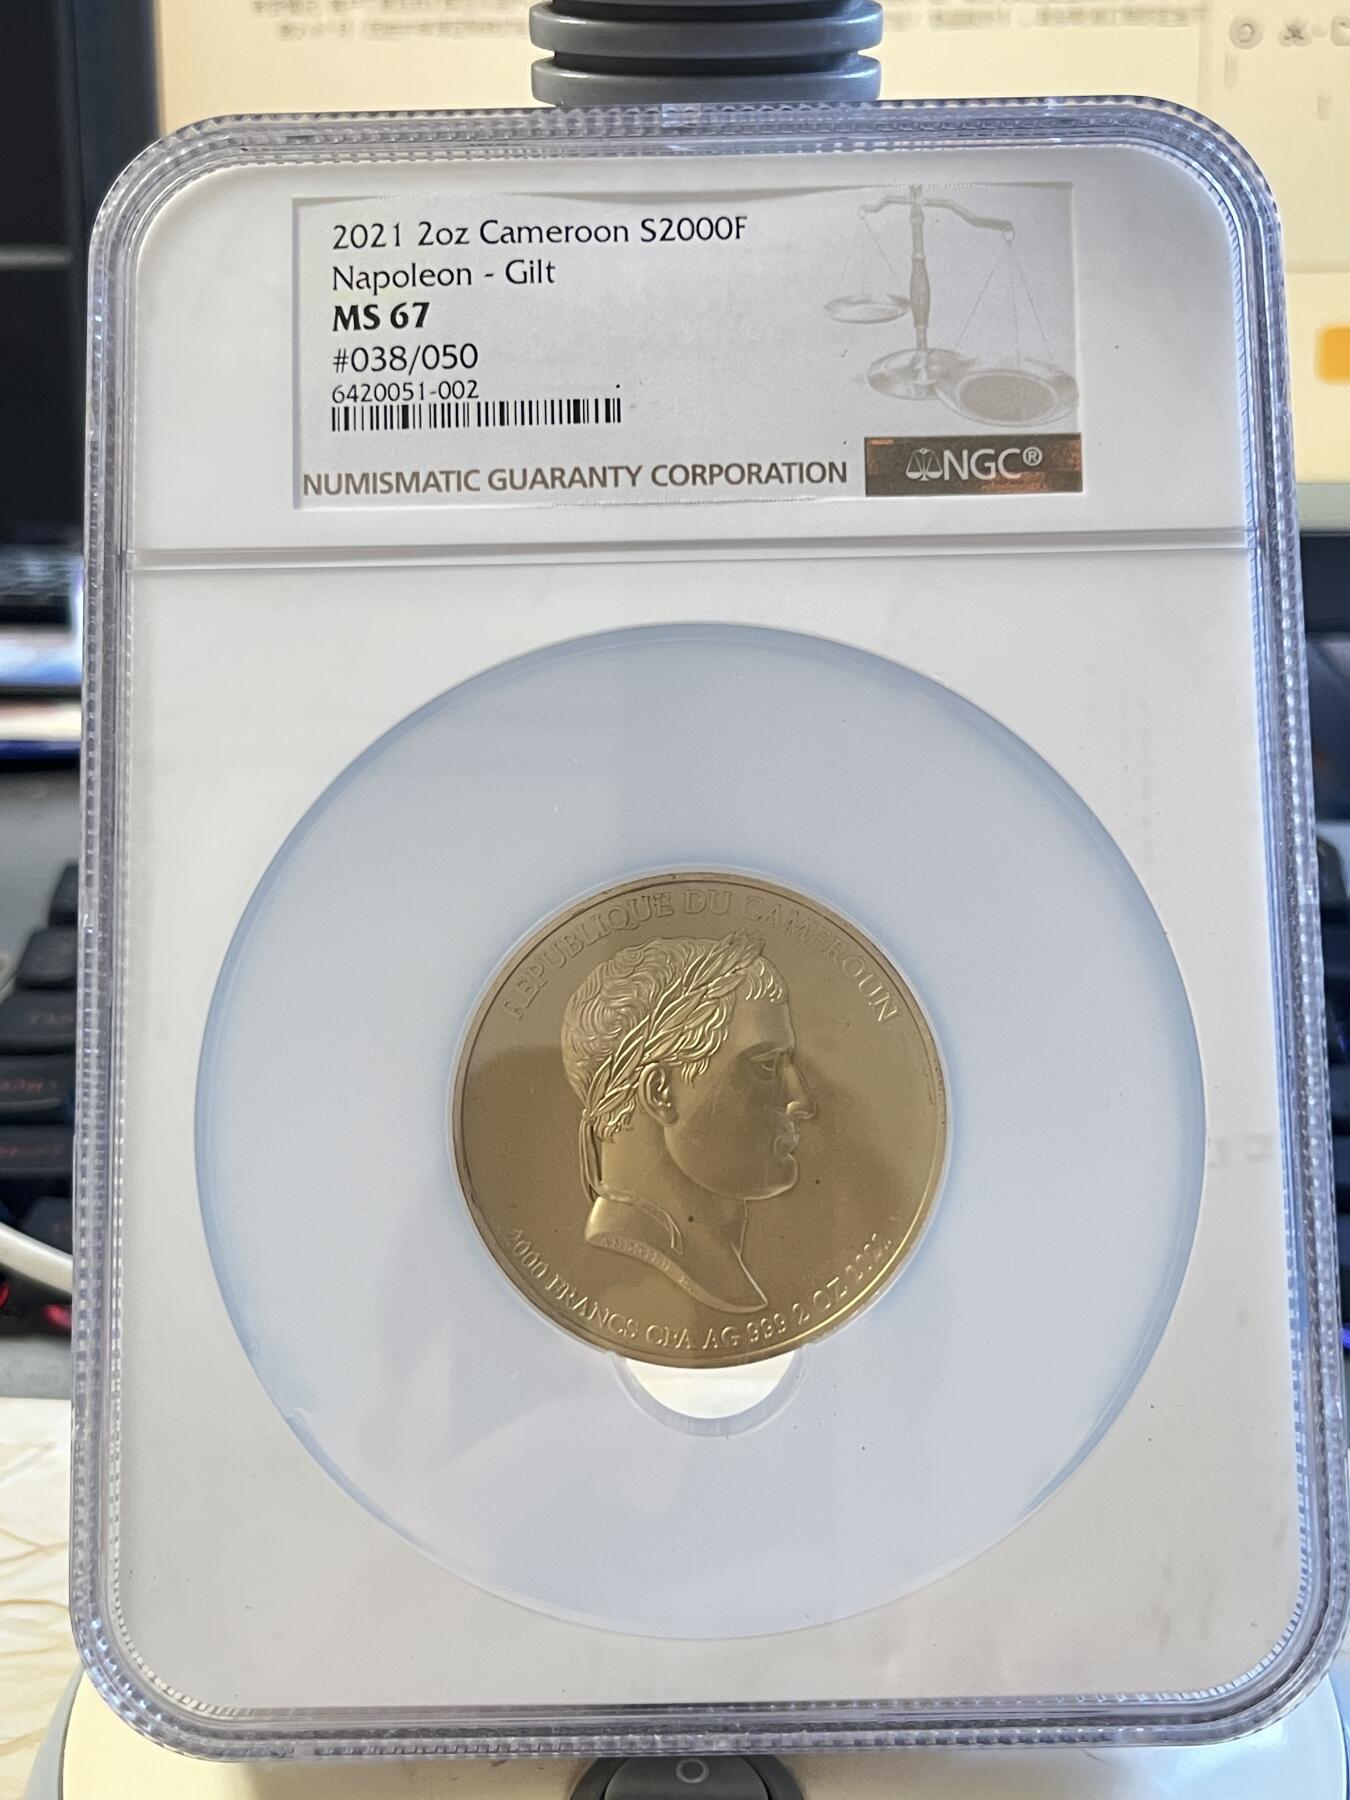 2021 2oz Cameroon S2000F
Napoleon - Gilt
MS 67
#038/050
6420051-002
NUMISMATIC GUARANTY CORPORATION
NGC®
REPUBLIQUE DU CAMEROUN
2000 FRANCS CFA AG 999 2 OZ 2021